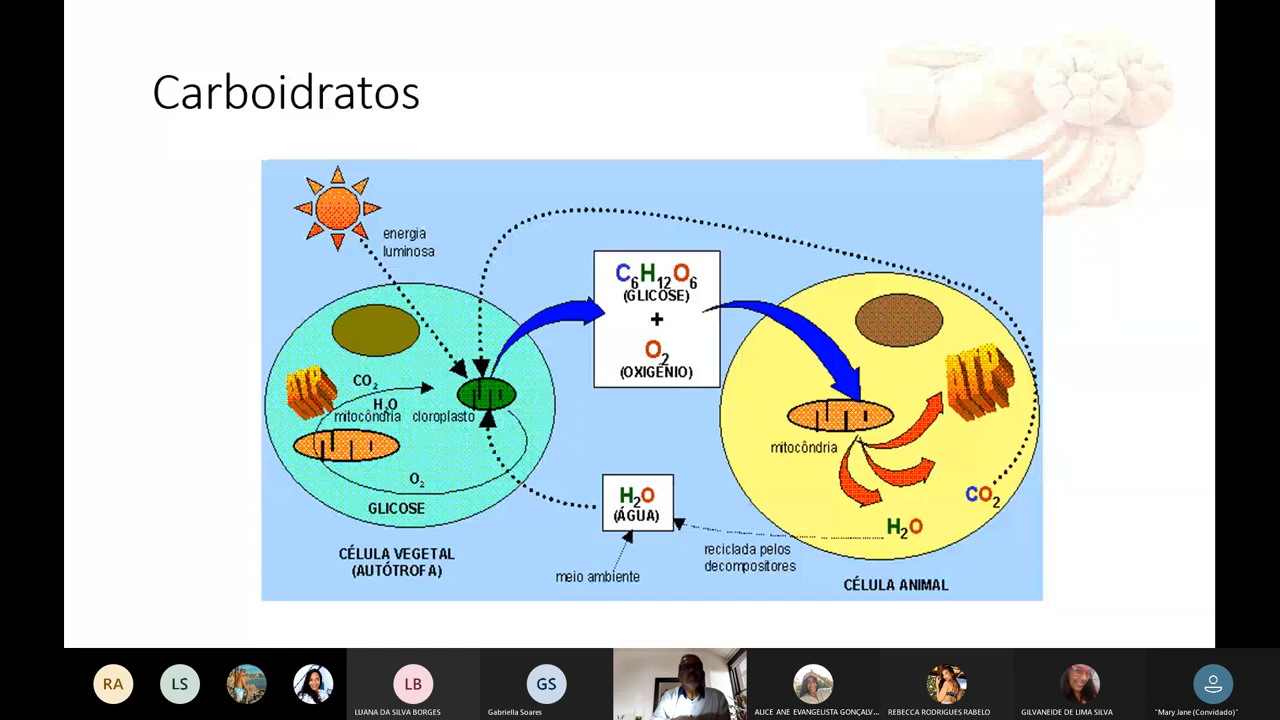 Carboidratos
energia
luminosa
C6H12O6
(GLICOSE)
+
O2
(OXIGÊNIO)
ATP
CO2
H2O
mitocôndria cloroplasto
O2
GLICOSE
CÉLULA VEGETAL
(AUTÓTROFA)
H2O
(ÁGUA)
meio ambiente
reciclada pelos
decompositores
mitocôndria
ATP
CO2
H2O
CÉLULA ANIMAL
RA
LS
LB
LUANA DA SILVA BORGES
GS
Gabriella Soares
ALICE ANE EVANGELISTA GONÇALV...
REBECCA RODRIGUES RABELO
GILVANEIDE DE LIMA SILVA
"Mary Jane (Convidado)"